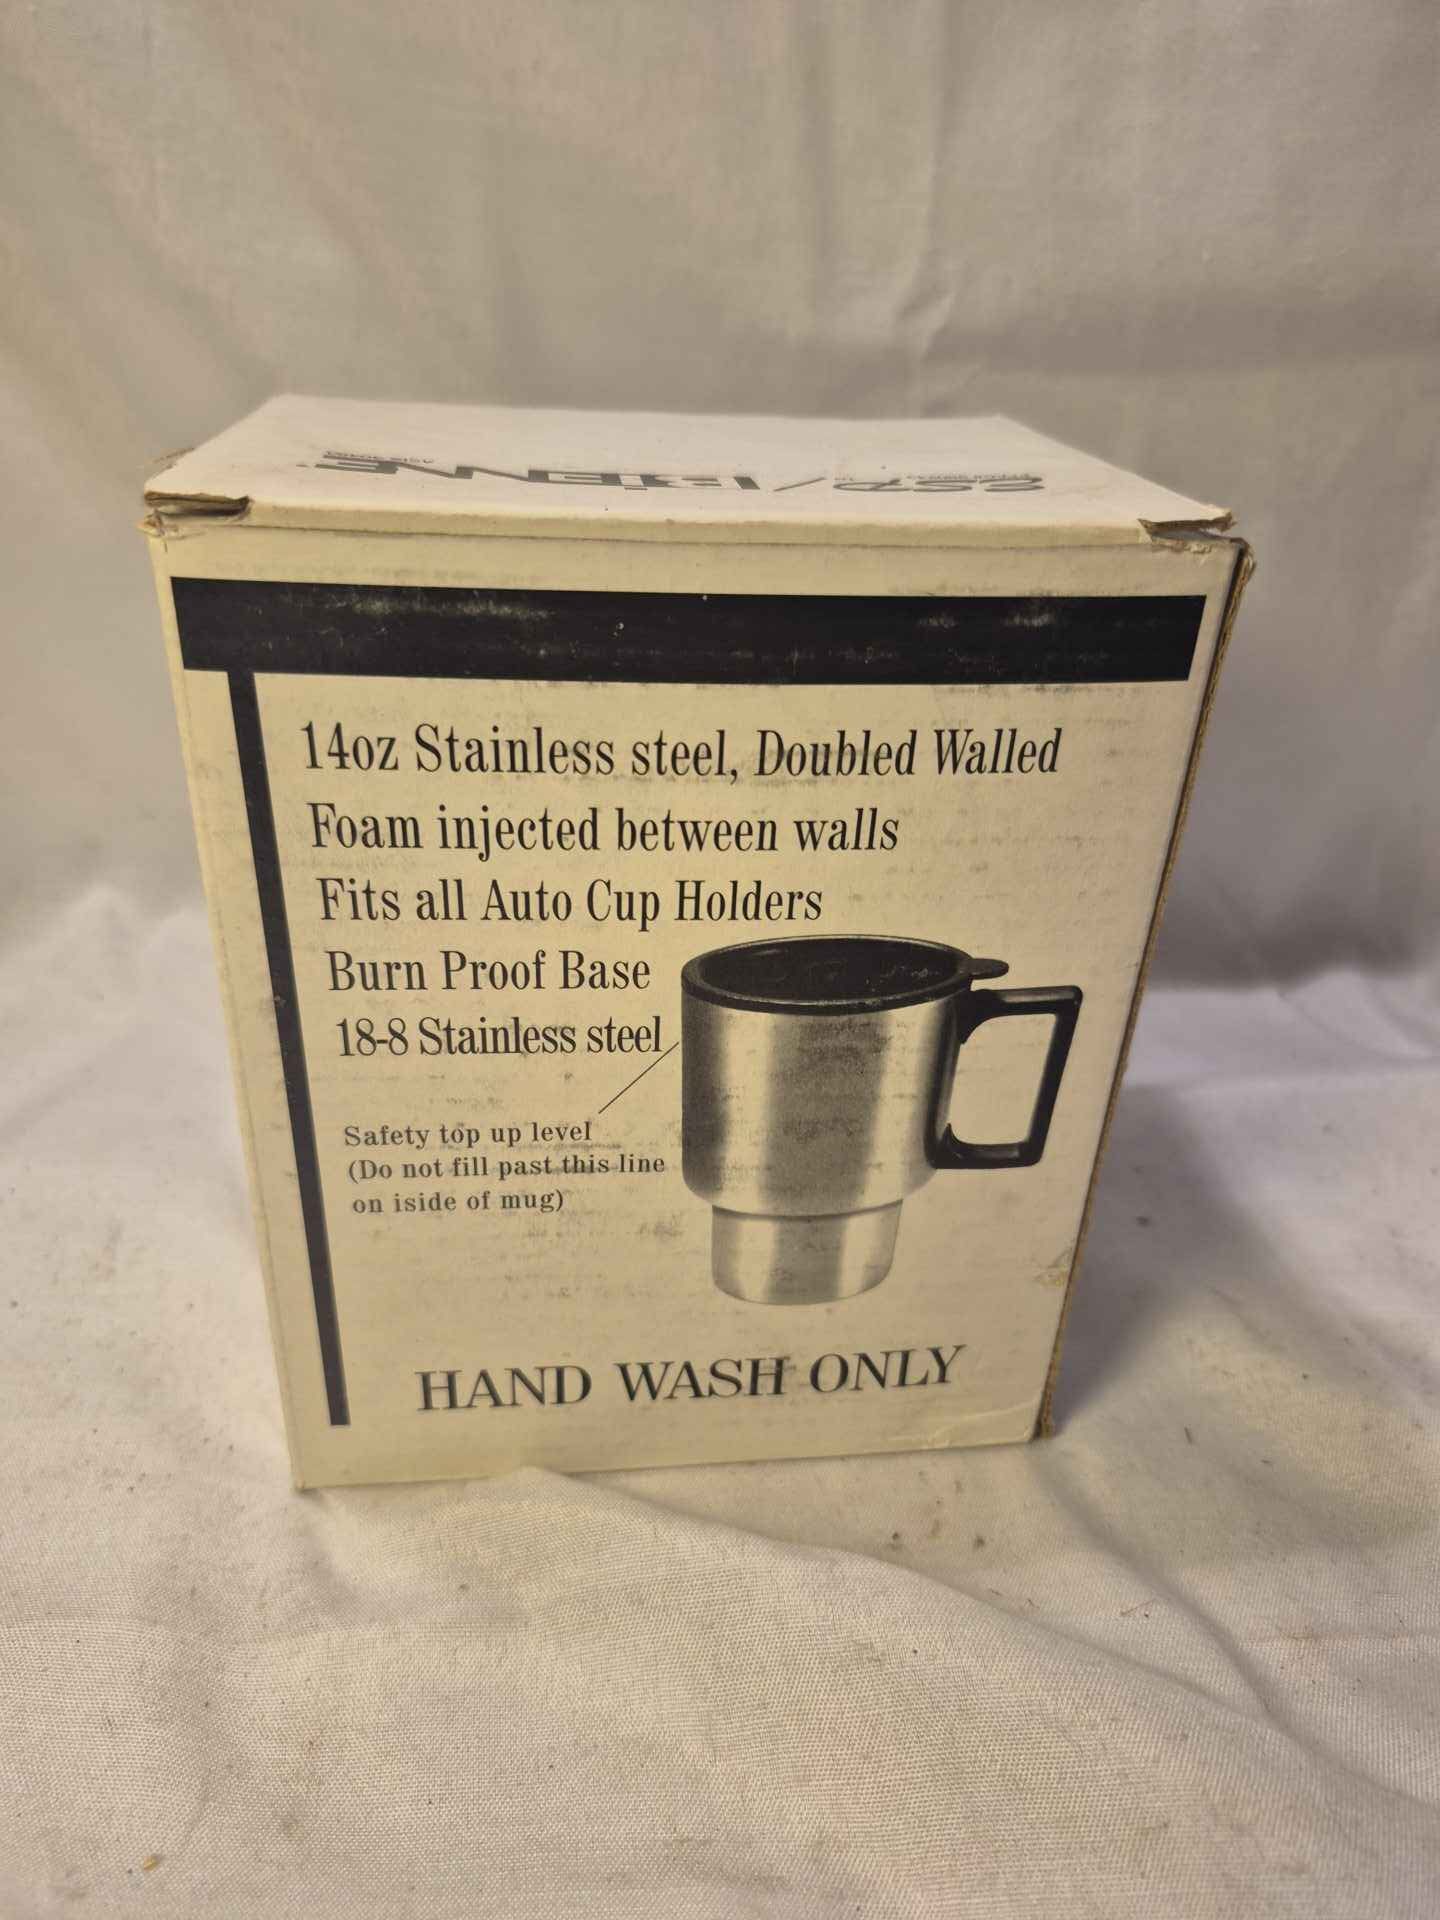 14oz Stainless steel, Doubled Walled
Foam injected between walls
Fits all Auto Cup Holders
Burn Proof Base
18-8 Stainless steel
Safety top up level
(Do not fill past this line
on iside of mug)
HAND WASH ONLY